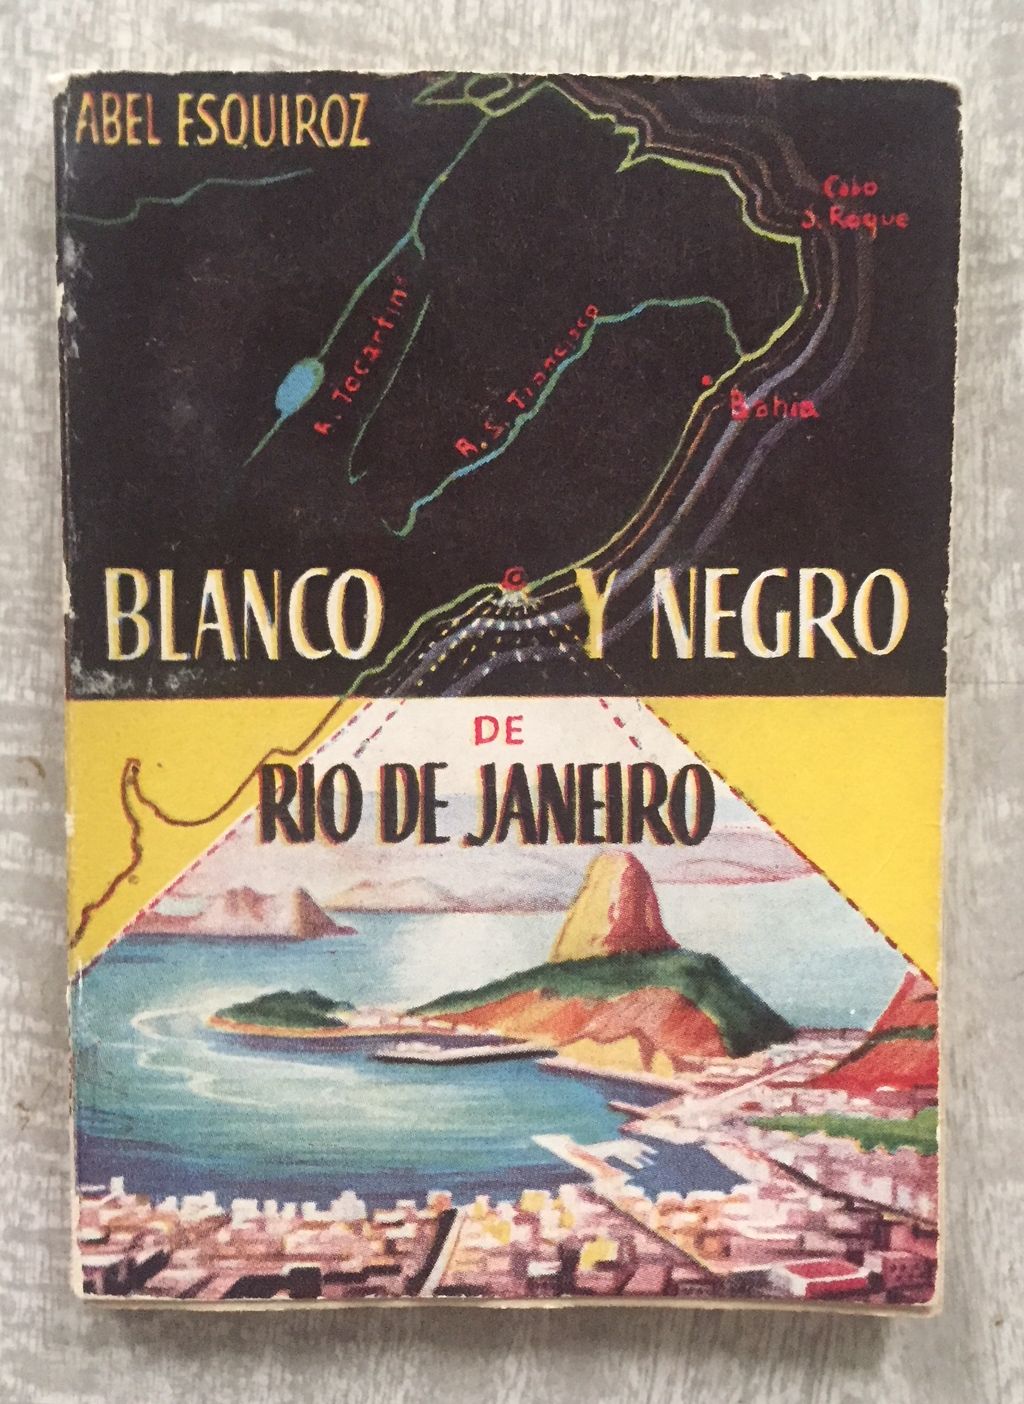 ABEL ESQUIROZ
Cabo
S. Roque
R. Tocantins
R. S. Francisco
Bahia
BLANCO Y NEGRO
DE
RIO DE JANEIRO